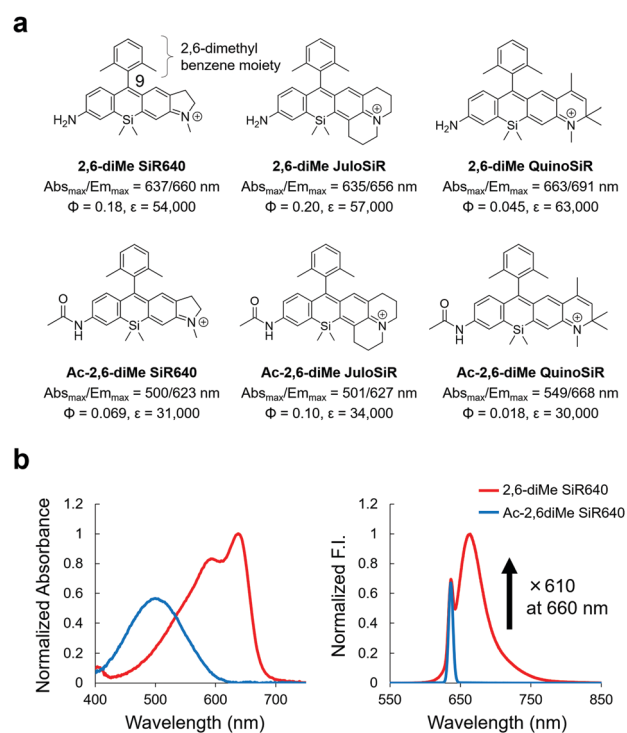 a
2,6-dimethyl
benzene moiety
9
H₂N
Si
N
⊕
H₂N
Si
N
⊕
H₂N
Si
N
⊕
2,6-diMe SiR640
Absmax/Emmax = 637/660 nm
Φ = 0.18, ε = 54,000
2,6-diMe JuloSiR
Absmax/Emmax = 635/656 nm
Φ = 0.20, ε = 57,000
2,6-diMe QuinoSiR
Absmax/Emmax = 663/691 nm
Φ = 0.045, ε = 63,000
O
N
H
Si
N
⊕
O
N
H
Si
N
⊕
O
N
H
Si
N
⊕
Ac-2,6-diMe SiR640
Absmax/Emmax = 500/623 nm
Φ = 0.069, ε = 31,000
Ac-2,6-diMe JuloSiR
Absmax/Emmax = 501/627 nm
Φ = 0.10, ε = 34,000
Ac-2,6-diMe QuinoSiR
Absmax/Emmax = 549/668 nm
Φ = 0.018, ε = 30,000
b
Normalized Absorbance
1.2
1
0.8
0.6
0.4
0.2
0
400
500
600
700
Wavelength (nm)
Normalized F.I.
1.2
1
0.8
0.6
0.4
0.2
0
550
650
750
850
Wavelength (nm)
2,6-diMe SiR640
Ac-2,6diMe SiR640
×610
at 660 nm